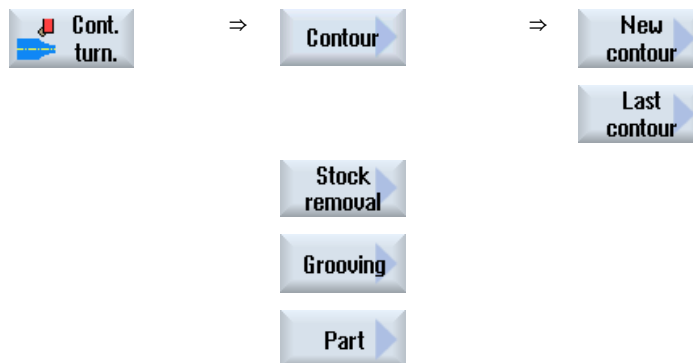 Cont.
turn.
⇒
Contour
⇒
New
contour
Last
contour
Stock
removal
Grooving
Part